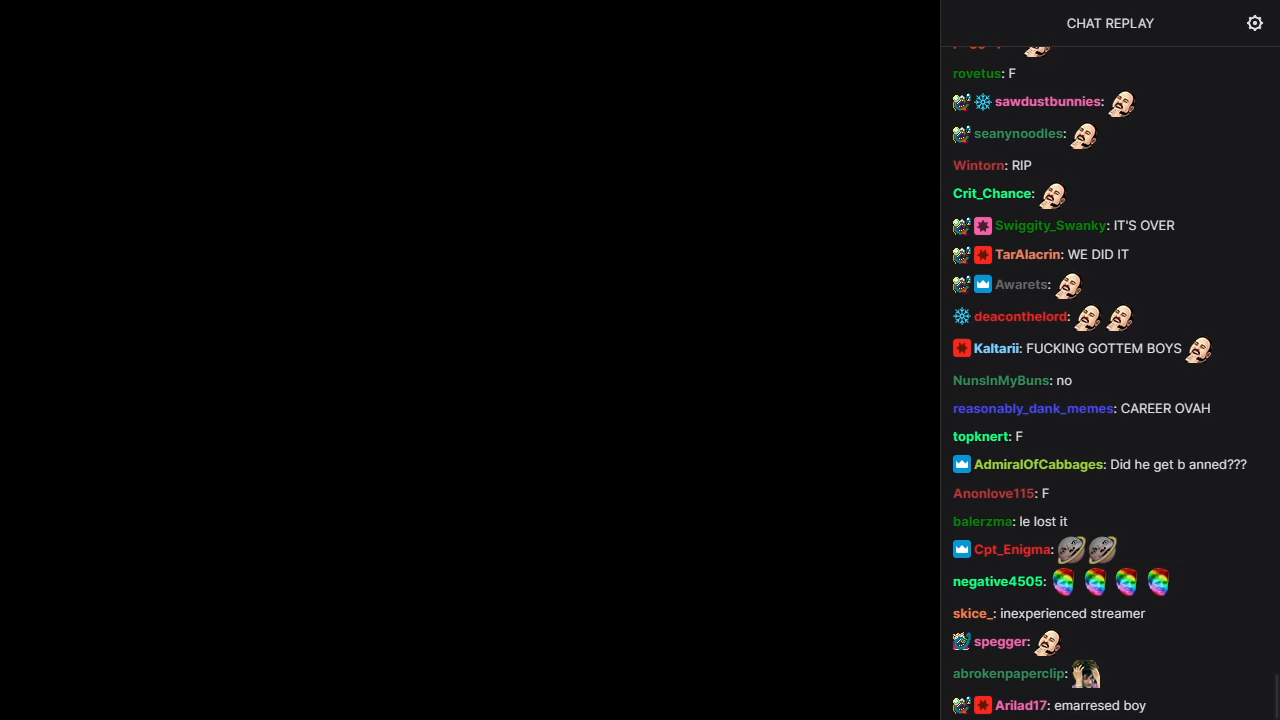 CHAT REPLAY
rovetus: F
sawdustbunnies:
seanynoodles:
Wintorn: RIP
Crit_Chance:
Swiggity_Swanky: IT'S OVER
TarAlacrin: WE DID IT
Awarets:
deaconthelord:
Kaltarii: FUCKING GOTTEM BOYS
NunsInMyBuns: no
reasonably_dank_memes: CAREER OVAH
topknert: F
AdmiralOfCabbages: Did he get b anned???
Anonlove115: F
balerzma: le lost it
Cpt_Enigma:
negative4505:
skice_: inexperienced streamer
spegger:
abrokenpaperclip:
Arilad17: emarresed boy